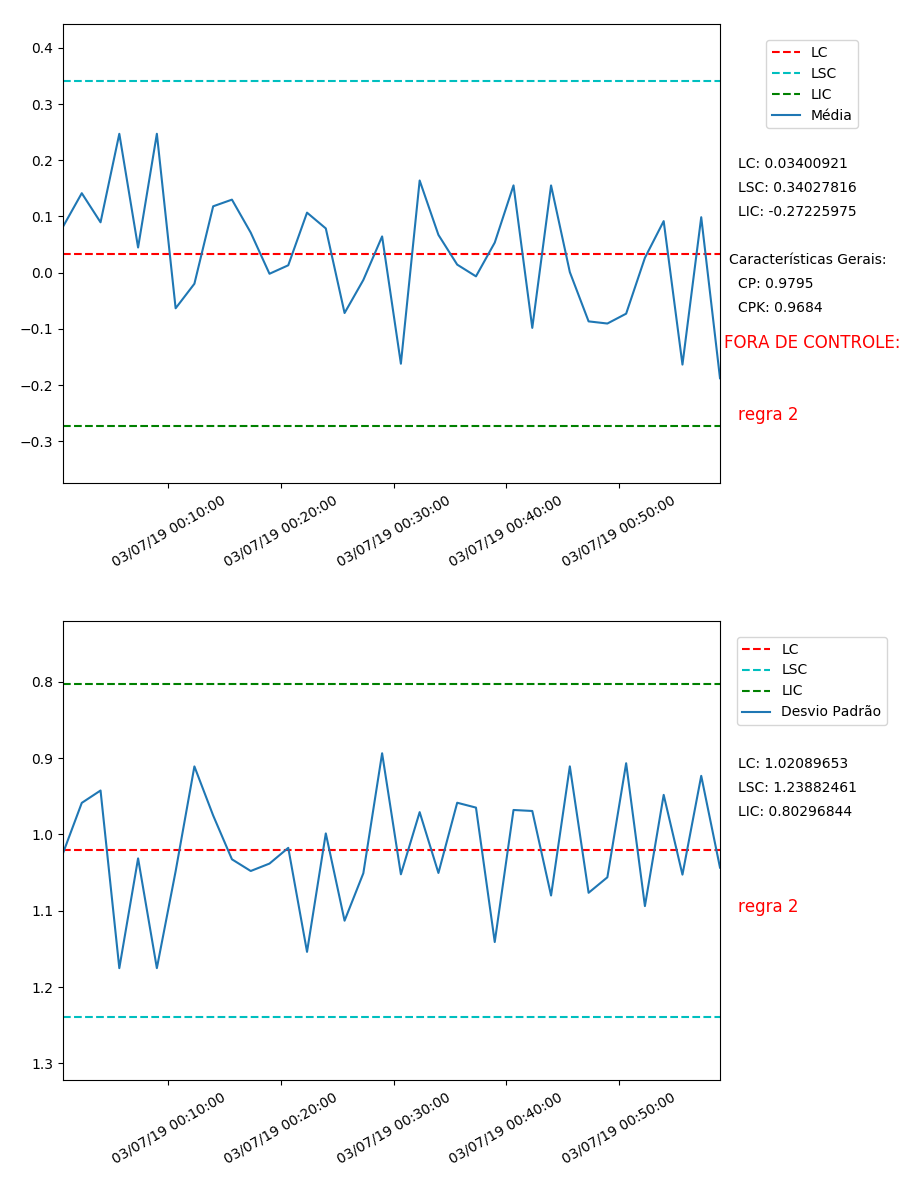 0.4
0.3
0.2
0.1
0.0
−0.1
−0.2
−0.3
03/07/19 00:10:00
03/07/19 00:20:00
03/07/19 00:30:00
03/07/19 00:40:00
03/07/19 00:50:00
LC
LSC
LIC
Média
LC: 0.03400921
LSC: 0.34027816
LIC: -0.27225975
Características Gerais:
CP: 0.9795
CPK: 0.9684
FORA DE CONTROLE:
regra 2
0.8
0.9
1.0
1.1
1.2
1.3
03/07/19 00:10:00
03/07/19 00:20:00
03/07/19 00:30:00
03/07/19 00:40:00
03/07/19 00:50:00
LC
LSC
LIC
Desvio Padrão
LC: 1.02089653
LSC: 1.23882461
LIC: 0.80296844
regra 2